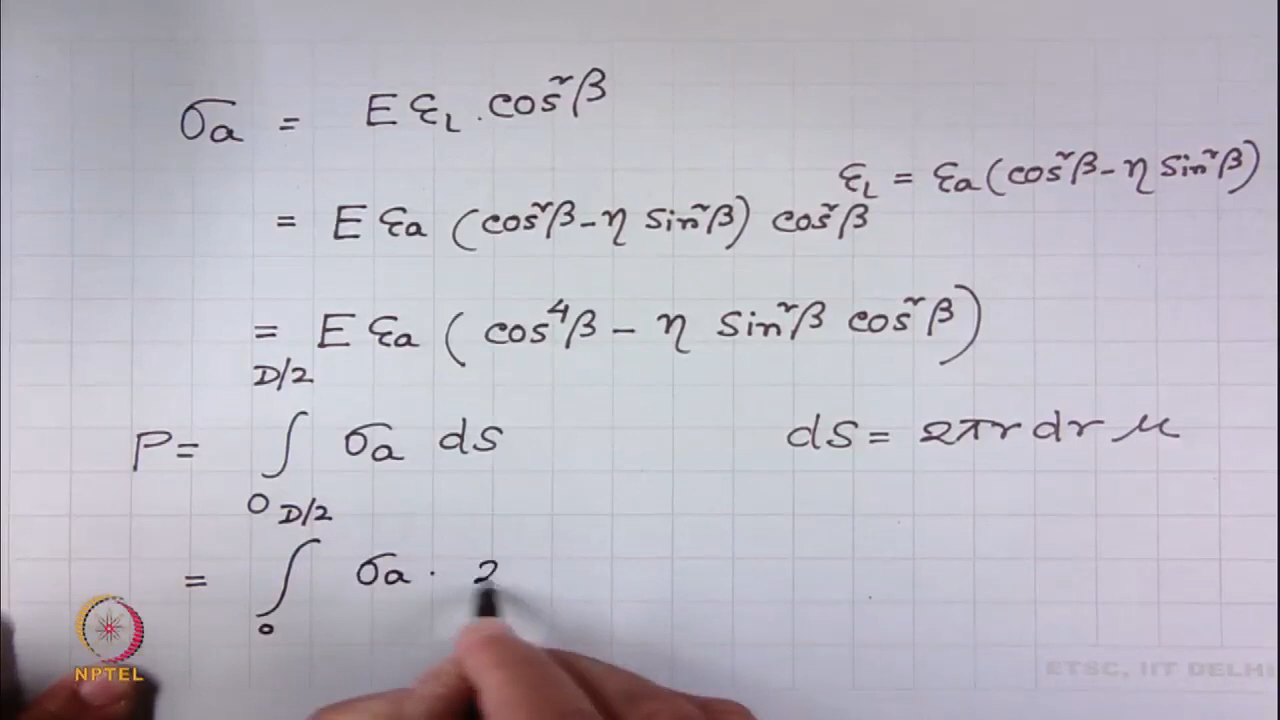 σa = E εL . cos²β
εL = εa (cos²β - η sin²β)
= E εa (cos²β - η sin²β) cos²β
= E εa ( cos⁴β - η sin²β cos²β )
P = ∫₀^{D/2} σa ds
ds = 2πr dr μ
= ∫₀^{D/2} σa . 2
NPTEL
ETSC, IIT DELHI